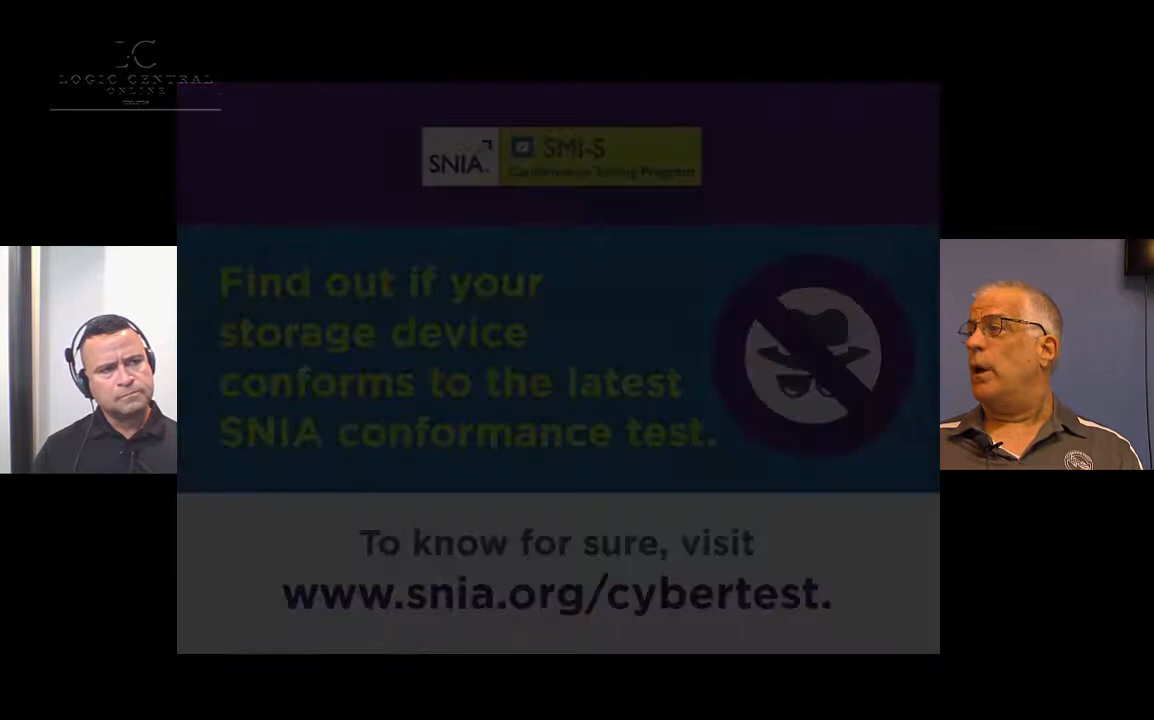 LC
LOGIC CENTRAL
ONLINE
SNIA
SMI-S
Conformance Testing Program
Find out if your
storage device
conforms to the latest
SNIA conformance test.
To know for sure, visit
www.snia.org/cybertest.